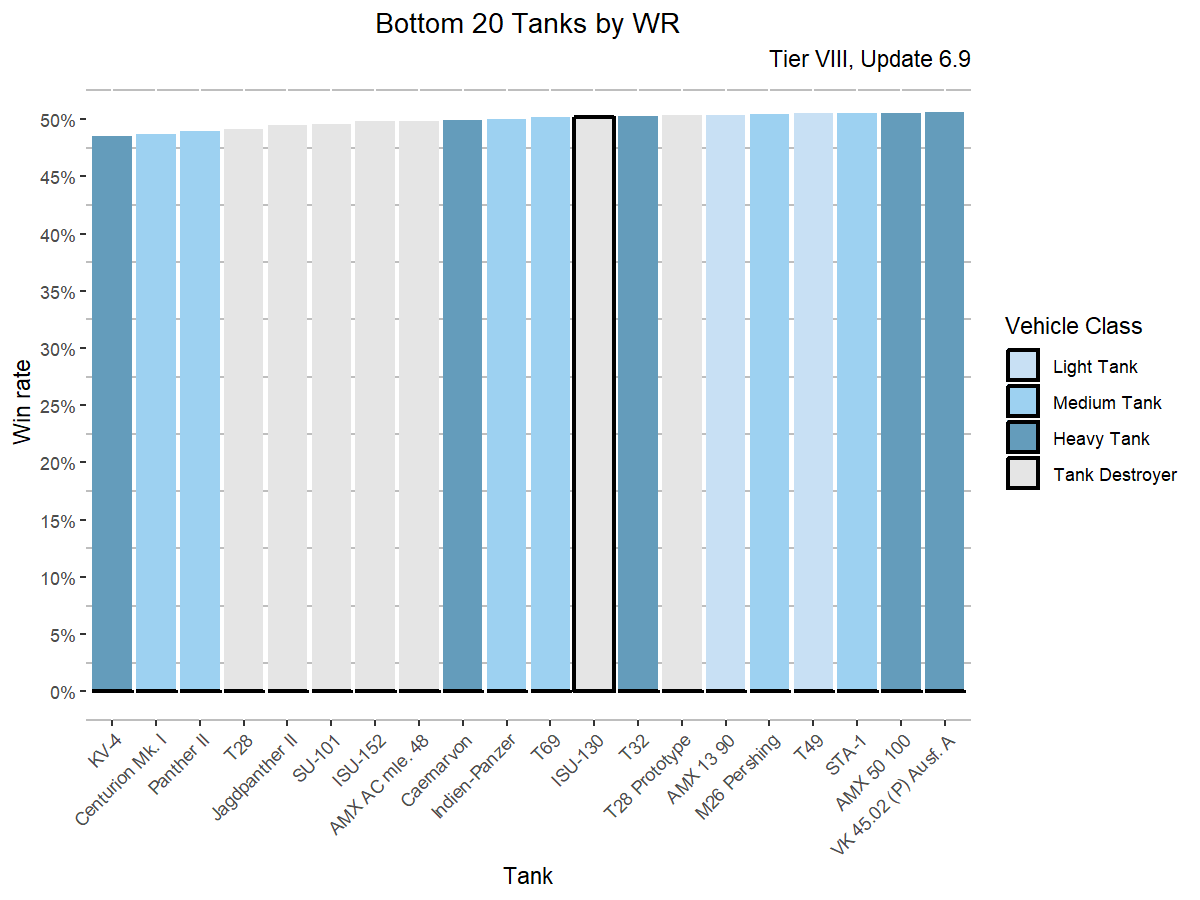 Bottom 20 Tanks by WR
Tier VIII, Update 6.9
50%
45%
40%
35%
30%
25%
20%
15%
10%
5%
0%
Win rate
KV-4
Centurion Mk. I
Panther II
T28
Jagdpanther II
SU-101
ISU-152
AMX AC mle. 48
Caernarvon
Indien-Panzer
T69
ISU-130
T32
T28 Prototype
AMX 13 90
M26 Pershing
T49
STA-1
AMX 50 100
VK 45.02 (P) Ausf. A
Tank
Vehicle Class
Light Tank
Medium Tank
Heavy Tank
Tank Destroyer